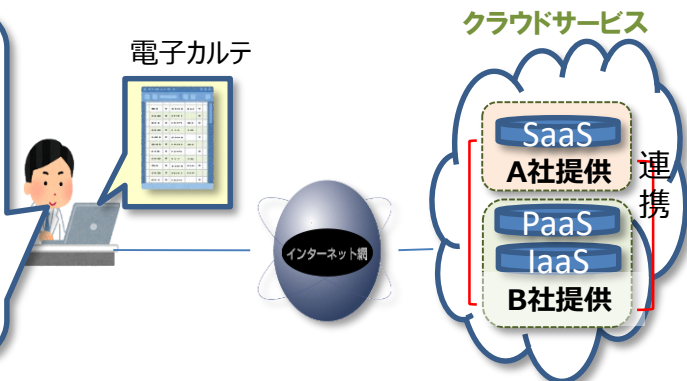 クラウドサービス
電子カルテ
SaaS
A社提供
連携
PaaS
IaaS
B社提供
インターネット網